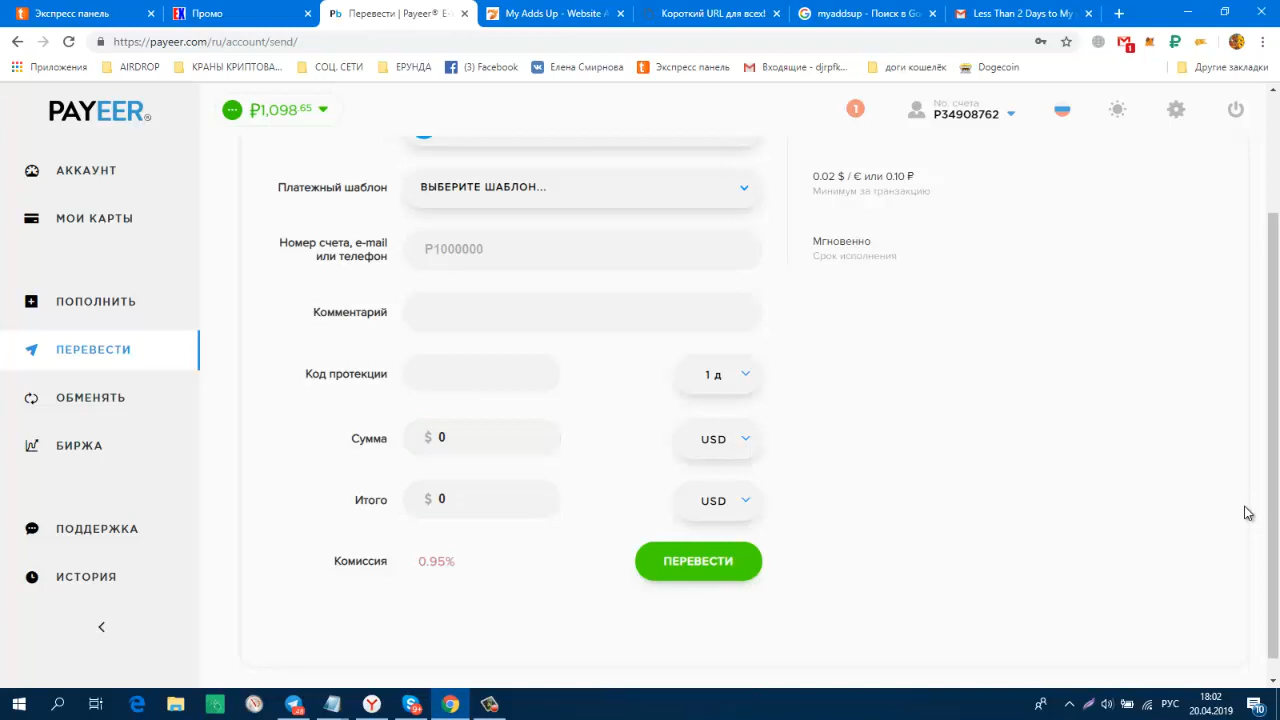 Экспресс панель
Промо
Перевести | Payeer® E-
My Adds Up - Website A
Короткий URL для всех!
myaddsup - Поиск в Go
Less Than 2 Days to My
https://payeer.com/ru/account/send/
1
Приложения
AIRDROP
КРАНЫ КРИПТОВА...
СОЦ. СЕТИ
ЕРУНДА
(3) Facebook
Елена Смирнова
Экспресс панель
Входящие - djrpfk...
доги кошелёк
Dogecoin
Другие закладки
PAYEER®
₽1,098.65
1
No. счета
P34908762
АККАУНТ
МОИ КАРТЫ
ПОПОЛНИТЬ
ПЕРЕВЕСТИ
ОБМЕНЯТЬ
БИРЖА
ПОДДЕРЖКА
ИСТОРИЯ
Платежный шаблон
ВЫБЕРИТЕ ШАБЛОН...
Номер счета, e-mail
или телефон
P1000000
Комментарий
Код протекции
1 д
Сумма
$ 0
USD
Итого
$ 0
USD
Комиссия
0.95%
ПЕРЕВЕСТИ
0.02 $ / € или 0.10 ₽
Минимум за транзакцию
Мгновенно
Срок исполнения
РУС
18:02
20.04.2019